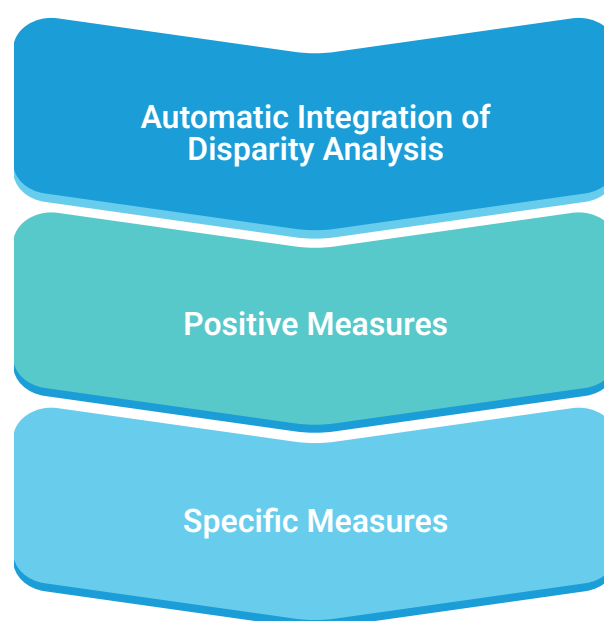 Automatic Integration of
Disparity Analysis
Positive Measures
Specific Measures